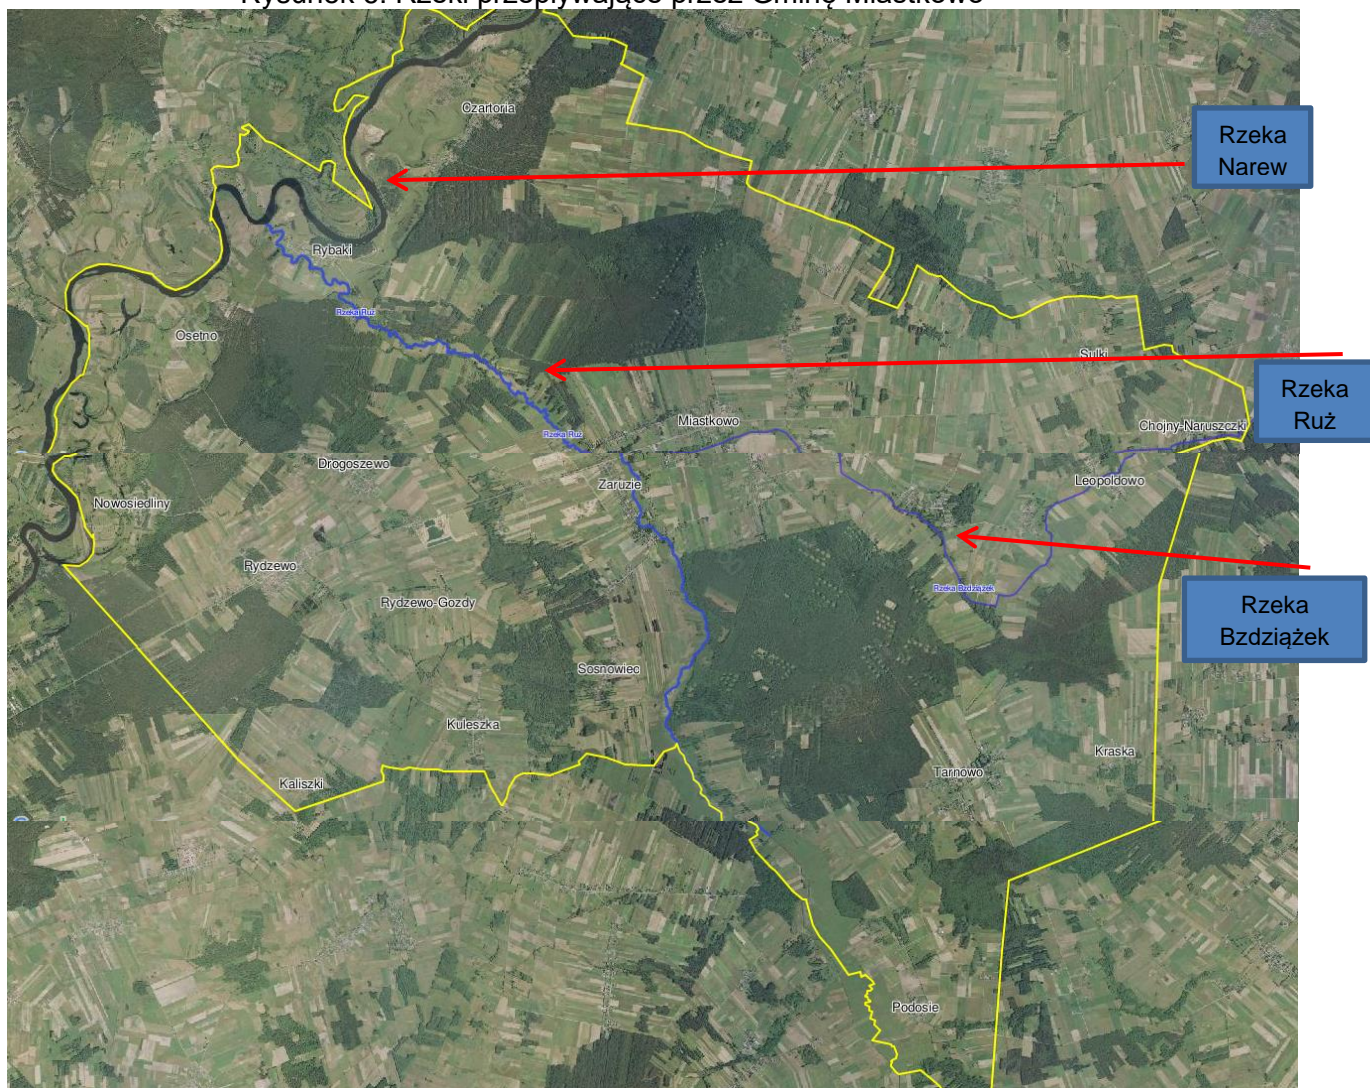 Czartoria
Rzeka
Narew
Rybaki
Rzeka Ruż
Osetno
Sulki
Rzeka
Ruż
Miastkowo
Chojny-Naruszczki
Rzeka Ruż
Drogoszewo
Zaruzie
Leopoldowo
Nowosiedliny
Rydzewo
Rzeka Bzdziążek
Rydzewo-Gozdy
Rzeka
Bzdziążek
Sosnowiec
Kuleszka
Kraska
Tarnowo
Kaliszki
Podosie